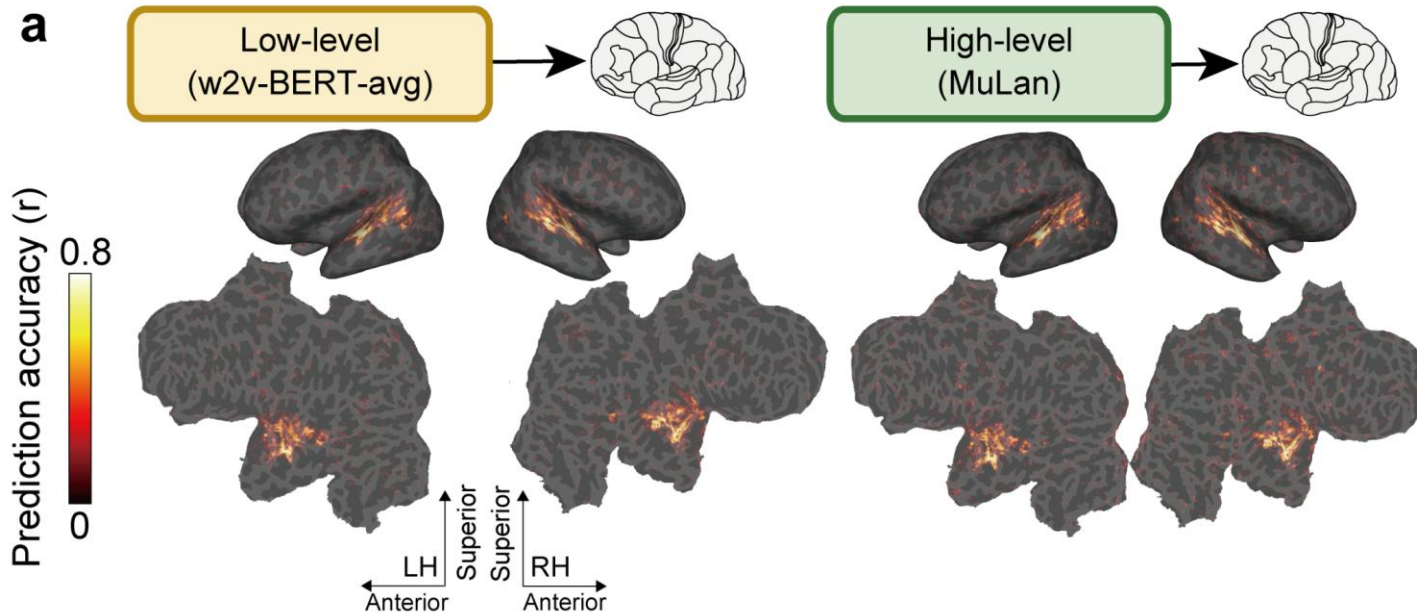 a
Low-level
(w2v-BERT-avg)
High-level
(MuLan)
Prediction accuracy (r)
0.8
0
LH
Superior
Anterior
Superior
RH
Anterior